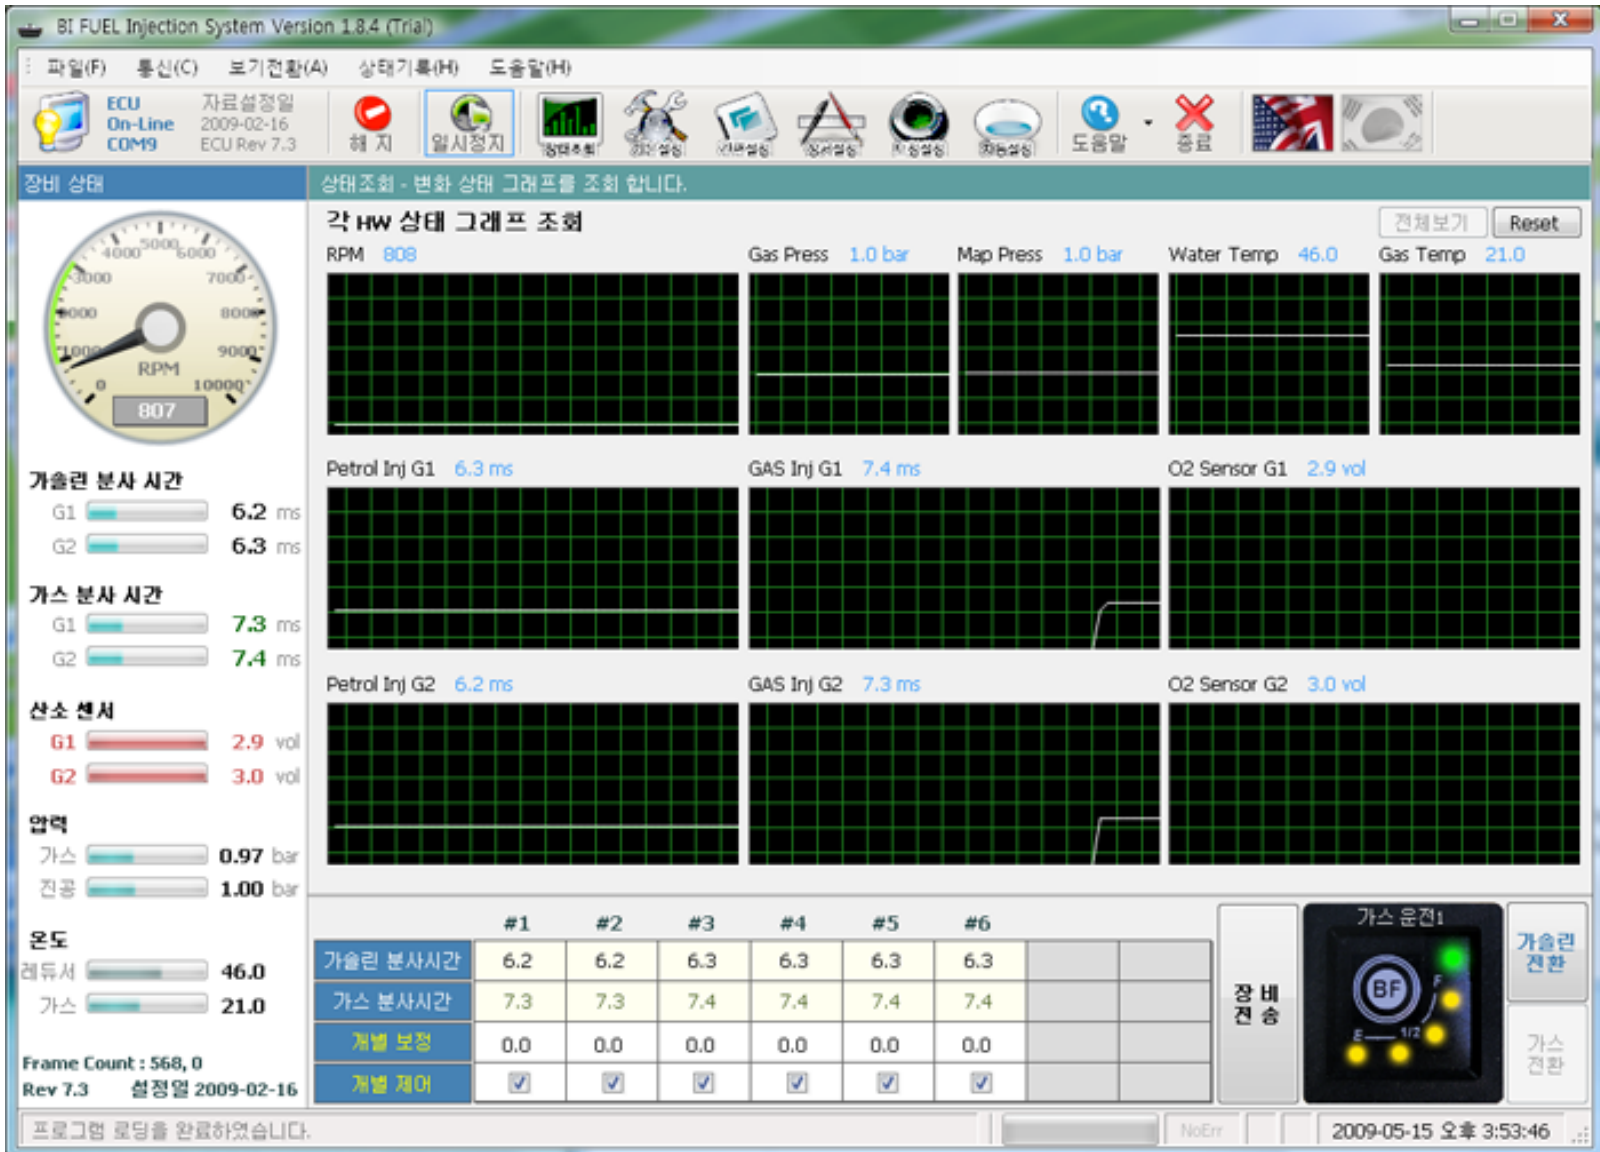 BI FUEL Injection System Version 1.8.4 (Trial)
파일(F) 통신(C) 보기전환(A) 상태기록(H) 도움말(H)
ECU On-Line COM9
자료설정일 2009-02-16 ECU Rev 7.3
해 지
일시정지
도움말
종료
장비 상태
상태조회 - 변화 상태 그래프를 조회 합니다.
각 HW 상태 그래프 조회
전체보기 Reset
RPM 808
Gas Press 1.0 bar
Map Press 1.0 bar
Water Temp 46.0
Gas Temp 21.0
0 1000 2000 3000 4000 5000 6000 7000 8000 9000 10000
RPM
807
Petrol Inj G1 6.3 ms
GAS Inj G1 7.4 ms
O2 Sensor G1 2.9 vol
Petrol Inj G2 6.2 ms
GAS Inj G2 7.3 ms
O2 Sensor G2 3.0 vol
가솔린 분사 시간
G1 6.2 ms
G2 6.3 ms
가스 분사 시간
G1 7.3 ms
G2 7.4 ms
산소 센서
G1 2.9 vol
G2 3.0 vol
압력
가스 0.97 bar
진공 1.00 bar
온도
레듀서 46.0
가스 21.0
Frame Count : 568, 0
Rev 7.3 설정일 2009-02-16
#1 #2 #3 #4 #5 #6
가솔린 분사시간 6.2 6.2 6.3 6.3 6.3 6.3
가스 분사시간 7.3 7.3 7.4 7.4 7.4 7.4
개별 보정 0.0 0.0 0.0 0.0 0.0 0.0
개별 제어
장 비
전 송
가스 운전1
BF
E 1/2 F
가솔린
전환
가스
전환
프로그램 로딩을 완료하였습니다.
NoErr
2009-05-15 오후 3:53:46